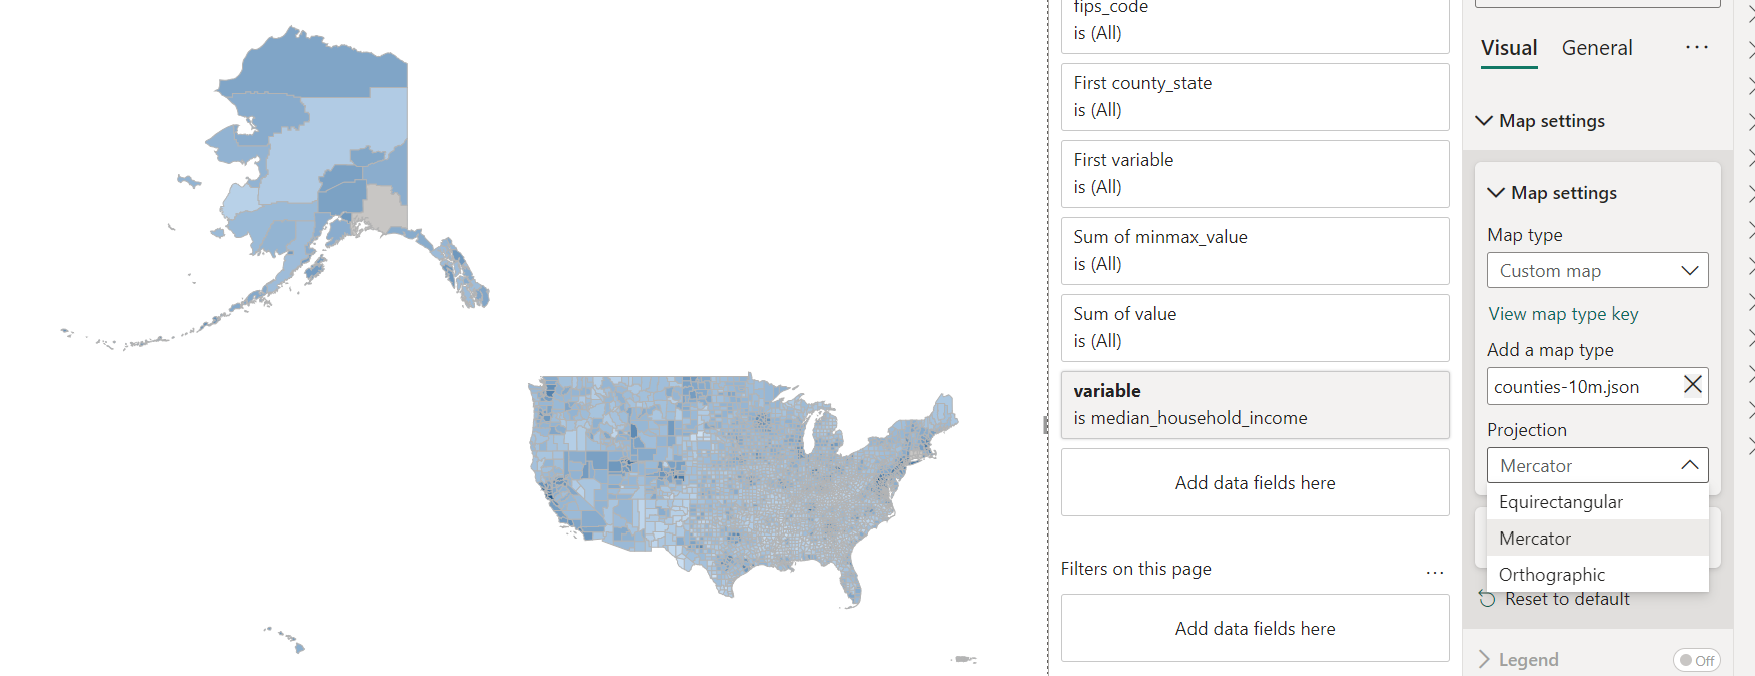 fips_code
is (All)
First county_state
is (All)
First variable
is (All)
Sum of minmax_value
is (All)
Sum of value
is (All)
variable
is median_household_income
Add data fields here
Filters on this page
...
Add data fields here
Visual
General
...
Map settings
Map settings
Map type
Custom map
View map type key
Add a map type
counties-10m.json
Projection
Mercator
Equirectangular
Mercator
Orthographic
Reset to default
Legend
Off